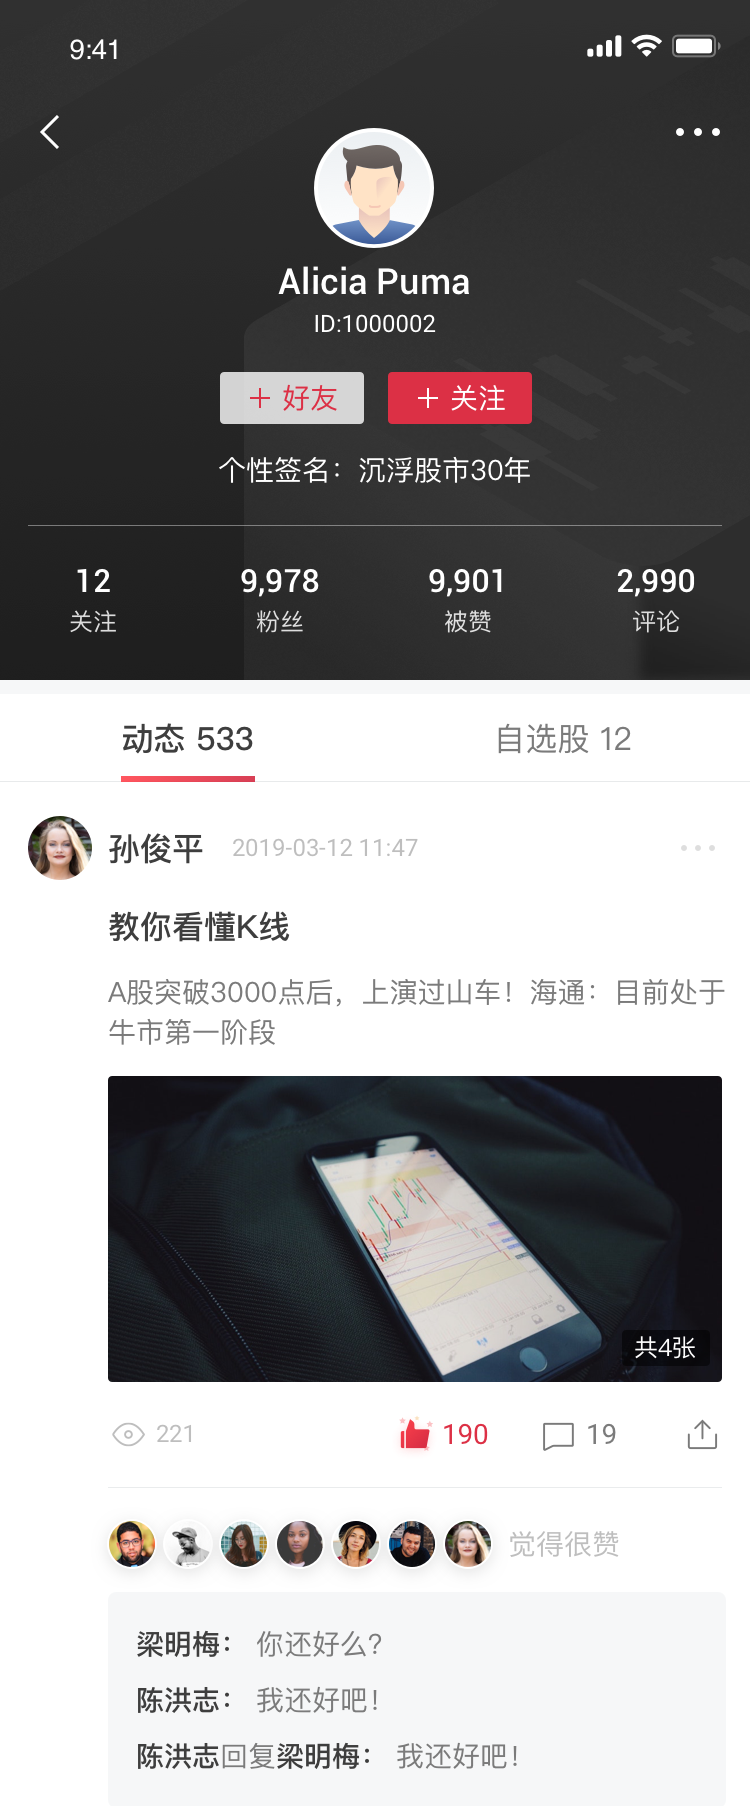 9:41
Alicia Puma
ID:1000002
+ 好友
+ 关注
个性签名：沉浮股市30年
12 9,978 9,901 2,990
关注 粉丝 被赞 评论
动态 533
自选股 12
孙俊平 2019-03-12 11:47
教你看懂K线
A股突破3000点后，上演过山车！海通：目前处于
牛市第一阶段
共4张
221 190 19
觉得很赞
梁明梅： 你还好么?
陈洪志： 我还好吧！
陈洪志回复梁明梅： 我还好吧！